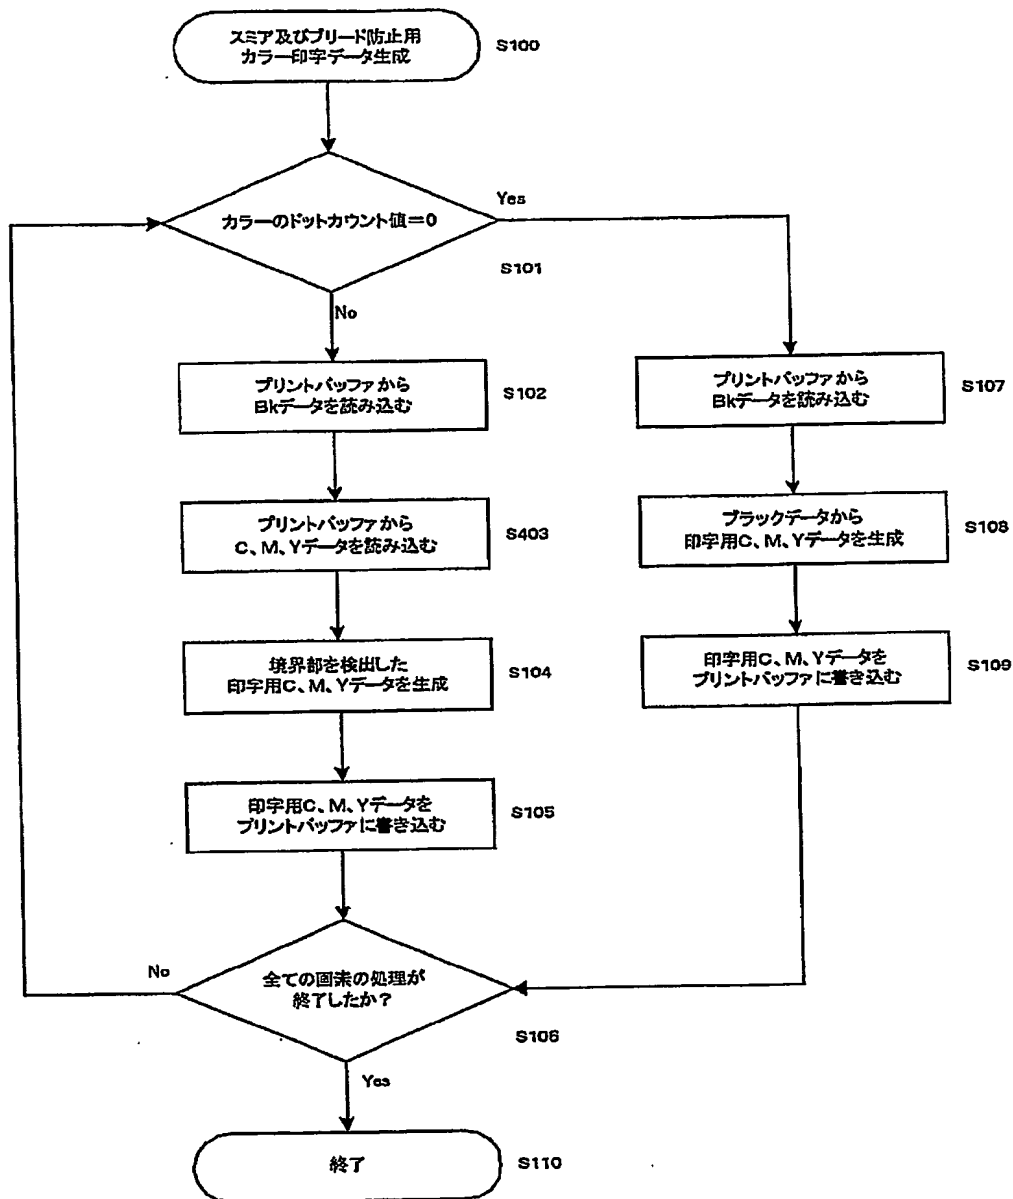 スミア及びブリード防止用
カラー印字データ生成
S100
カラーのドットカウント値=0
Yes
S101
No
プリントバッファから
Bkデータを読み込む
S102
プリントバッファから
C、M、Yデータを読み込む
S403
境界部を検出した
印字用C、M、Yデータを生成
S104
印字用C、M、Yデータを
プリントバッファに書き込む
S105
プリントバッファから
Bkデータを読み込む
S107
ブラックデータから
印字用C、M、Yデータを生成
S108
印字用C、M、Yデータを
プリントバッファに書き込む
S109
全ての画素の処理が
終了したか?
No
S106
Yes
終了
S110